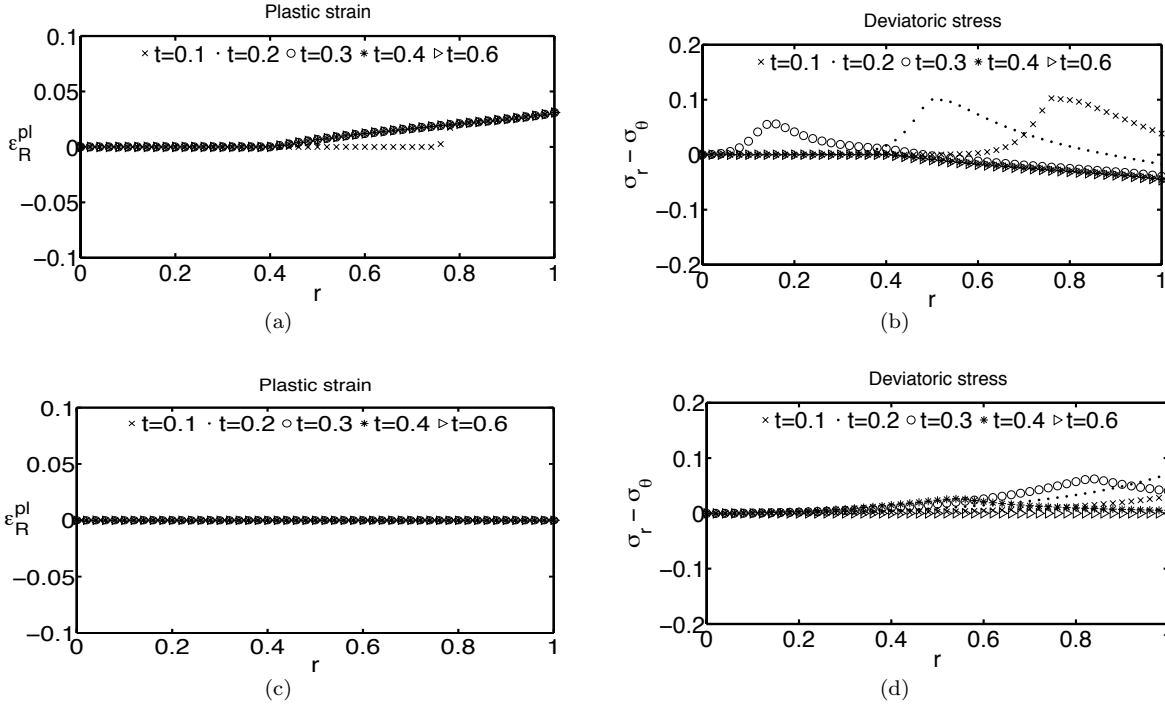 Plastic strain
0.1
× t=0.1 · t=0.2 ○ t=0.3 ∗ t=0.4 ▷ t=0.6
0.05
0
−0.05
−0.1
ε_R^pl
0 0.2 0.4 0.6 0.8 1
r
(a)
Deviatoric stress
0.2
× t=0.1 · t=0.2 ○ t=0.3 ∗ t=0.4 ▷ t=0.6
0.1
0
−0.1
−0.2
σ_r − σ_θ
0 0.2 0.4 0.6 0.8 1
r
(b)
Plastic strain
0.1
× t=0.1 · t=0.2 ○ t=0.3 ∗ t=0.4 ▷ t=0.6
0.05
0
−0.05
−0.1
ε_R^pl
0 0.2 0.4 0.6 0.8 1
r
(c)
Deviatoric stress
0.2
× t=0.1 · t=0.2 ○ t=0.3 ∗ t=0.4 ▷ t=0.6
0.1
0
−0.1
−0.2
σ_r − σ_θ
0 0.2 0.4 0.6 0.8 1
r
(d)